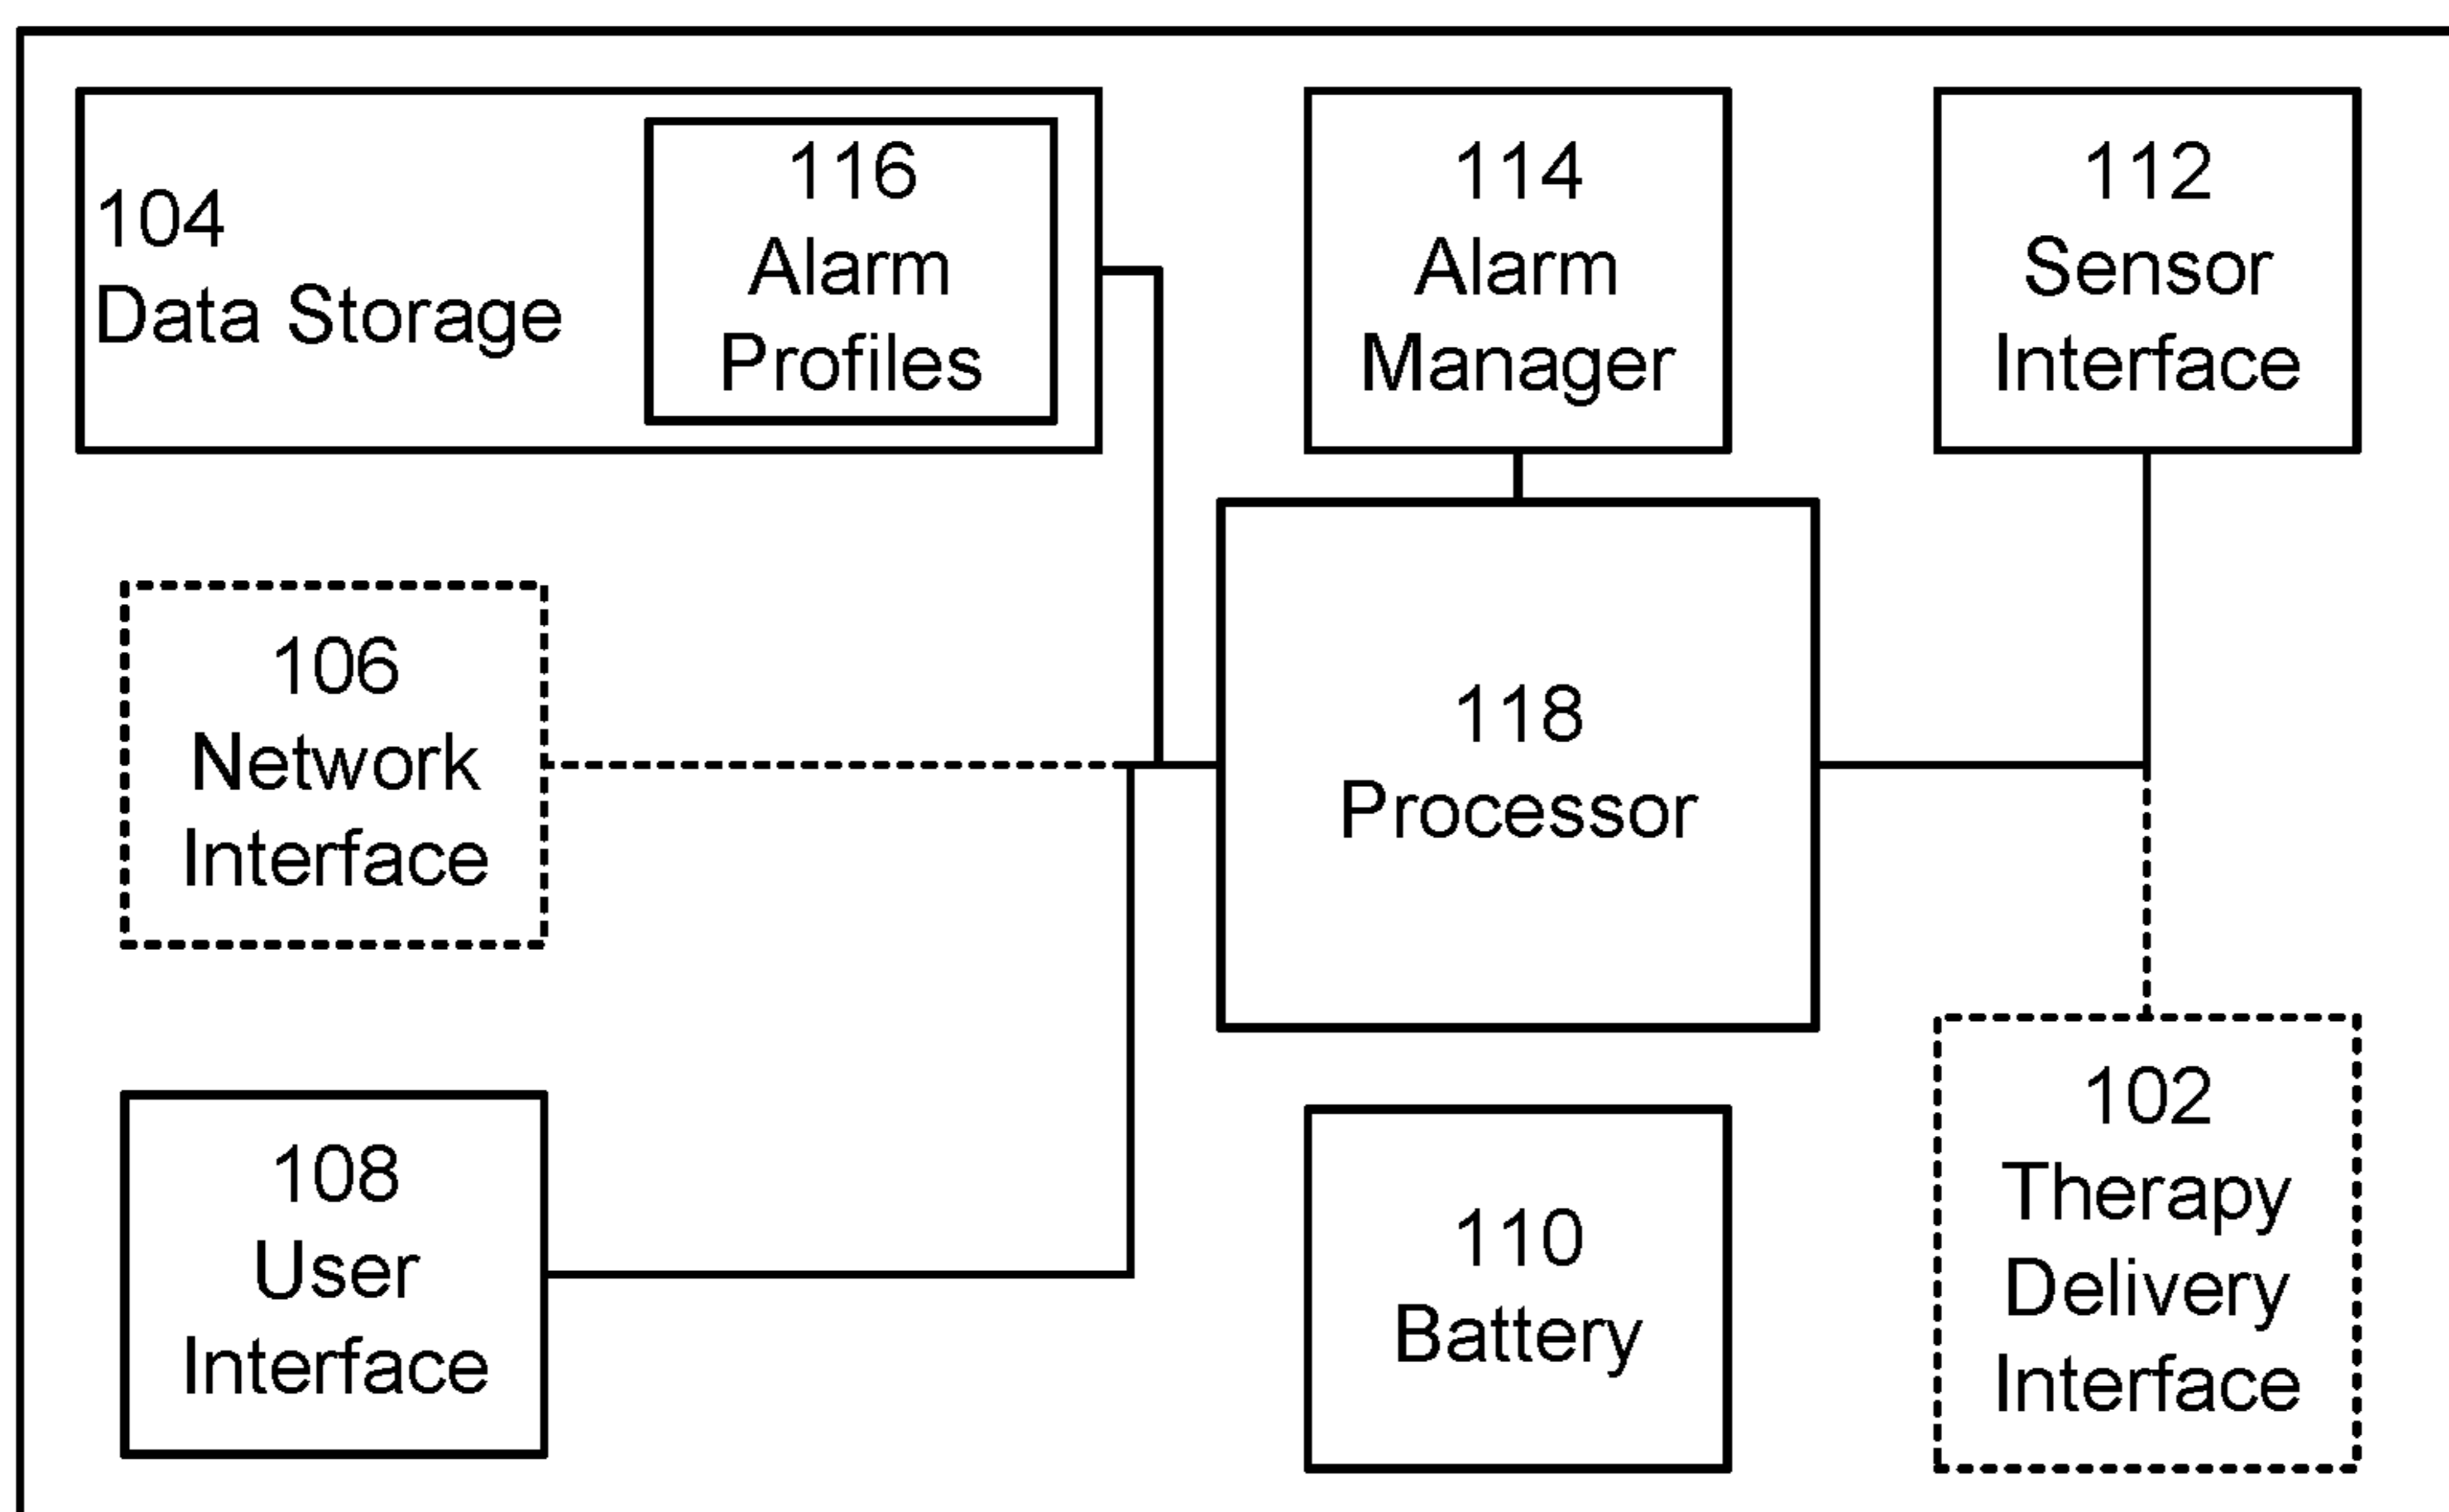 104
Data Storage
116
Alarm
Profiles
114
Alarm
Manager
112
Sensor
Interface
106
Network
Interface
118
Processor
108
User
Interface
110
Battery
102
Therapy
Delivery
Interface